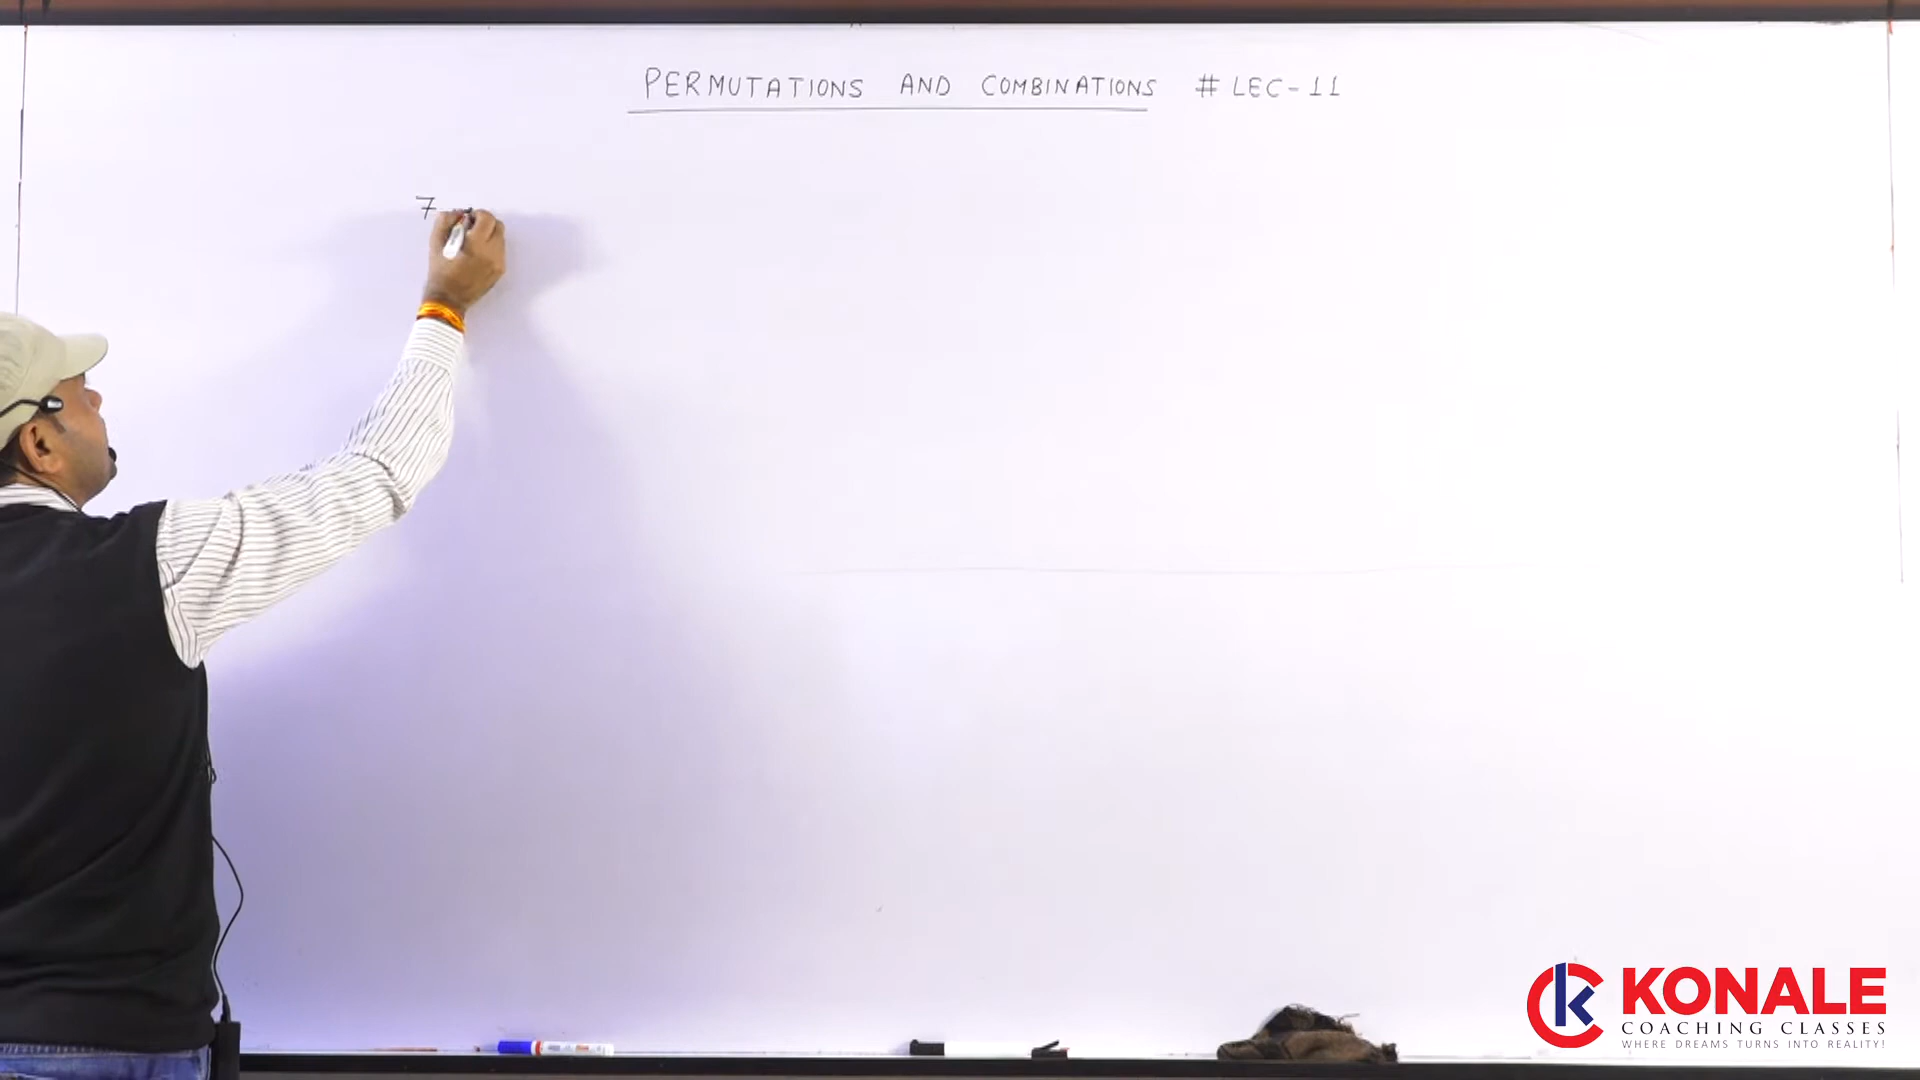 PERMUTATIONS AND COMBINATIONS # LEC-11
7
KONALE
COACHING CLASSES
WHERE DREAMS TURNS INTO REALITY!